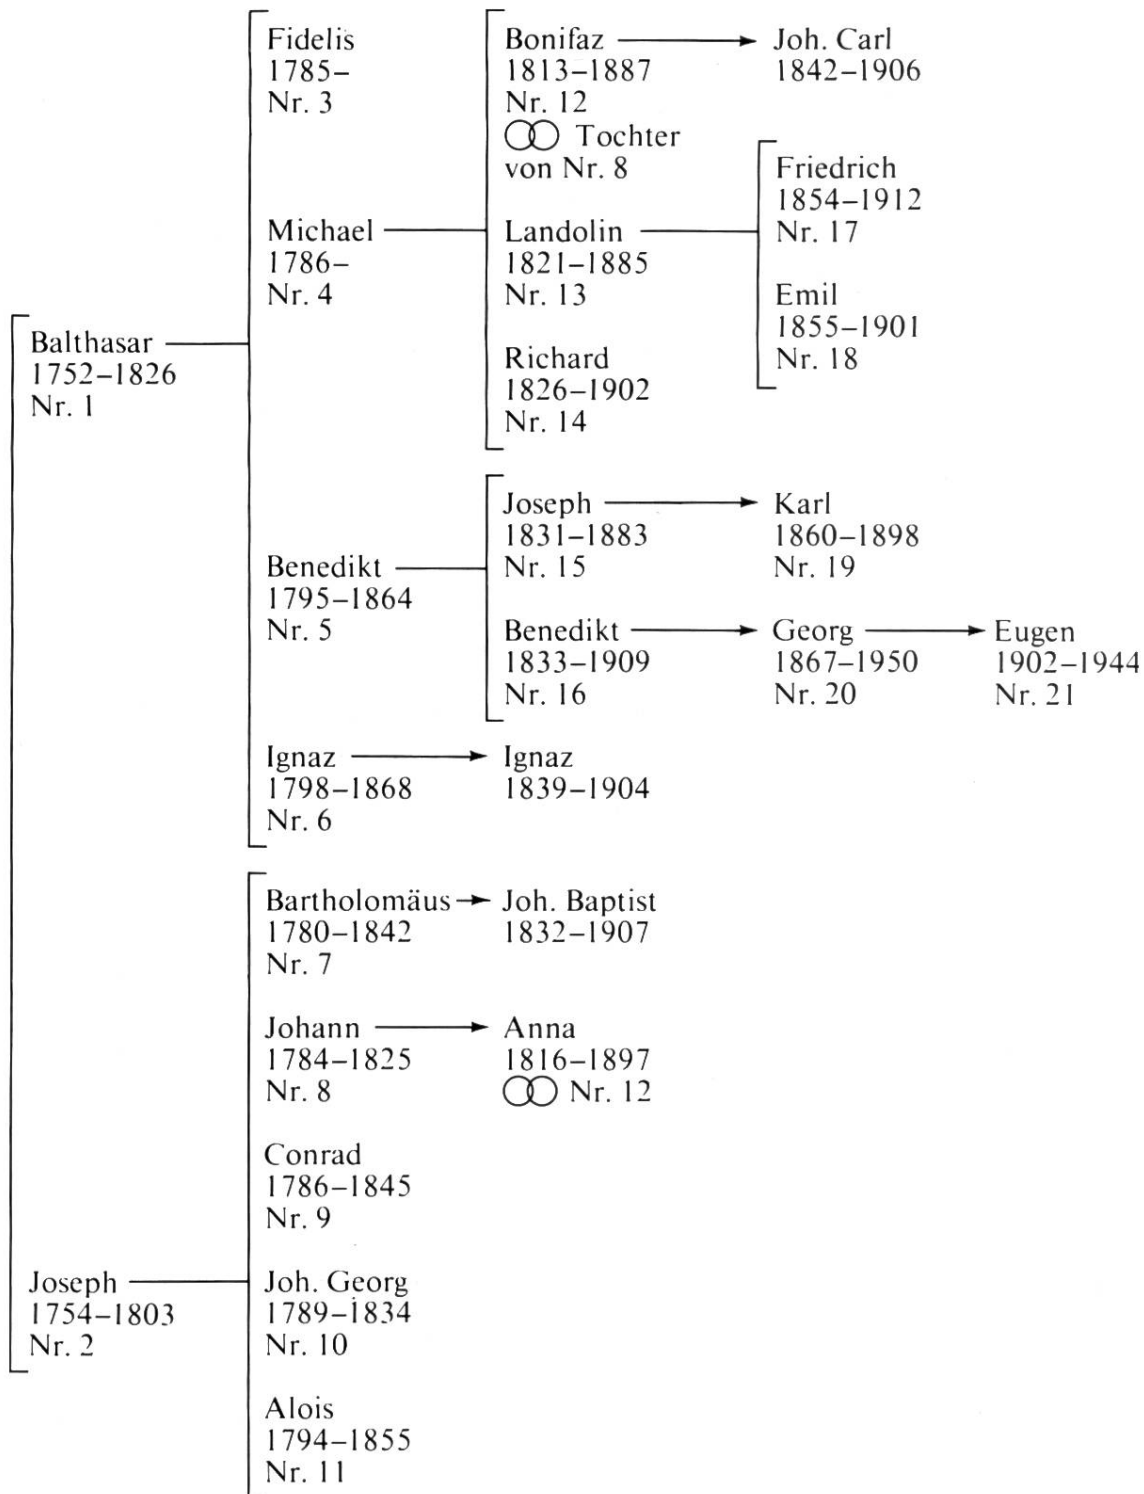 Balthasar
1752–1826
Nr. 1
Fidelis
1785–
Nr. 3
Michael
1786–
Nr. 4
Bonifaz
1813–1887
Nr. 12
Tochter
von Nr. 8
Joh. Carl
1842–1906
Landolin
1821–1885
Nr. 13
Friedrich
1854–1912
Nr. 17
Emil
1855–1901
Nr. 18
Richard
1826–1902
Nr. 14
Benedikt
1795–1864
Nr. 5
Joseph
1831–1883
Nr. 15
Karl
1860–1898
Nr. 19
Benedikt
1833–1909
Nr. 16
Georg
1867–1950
Nr. 20
Eugen
1902–1944
Nr. 21
Ignaz
1798–1868
Nr. 6
Ignaz
1839–1904
Joseph
1754–1803
Nr. 2
Bartholomäus
1780–1842
Nr. 7
Joh. Baptist
1832–1907
Johann
1784–1825
Nr. 8
Anna
1816–1897
Nr. 12
Conrad
1786–1845
Nr. 9
Joh. Georg
1789–1834
Nr. 10
Alois
1794–1855
Nr. 11